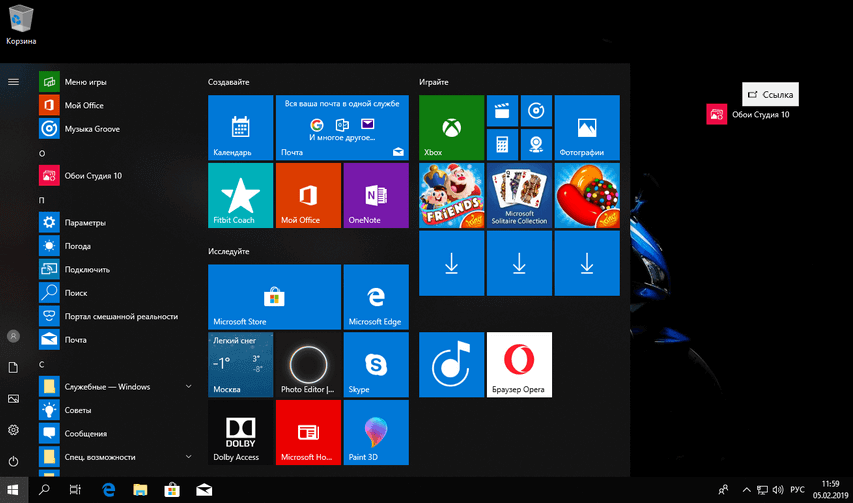 Корзина
Меню игры
Мой Office
Музыка Groove
О
Обои Студия 10
П
Параметры
Погода
Подключить
Поиск
Портал смешанной реальности
Почта
С
Служебные — Windows
Советы
Сообщения
Спец. возможности
Создавайте
Календарь
Вся ваша почта в одной службе
И многое другое...
Почта
Fitbit Coach
Мой Office
OneNote
Исследуйте
Microsoft Store
Microsoft Edge
Легкий снег
-1°
3°
-8°
Москва
Photo Editor |...
Skype
DOLBY
Dolby Access
Microsoft Ho...
Paint 3D
Играйте
Xbox
Фотографии
FRIENDS
King
Microsoft
Solitaire Collection
King
Браузер Opera
Ссылка
Обои Студия 10
R
РУС
11:59
05.02.2019